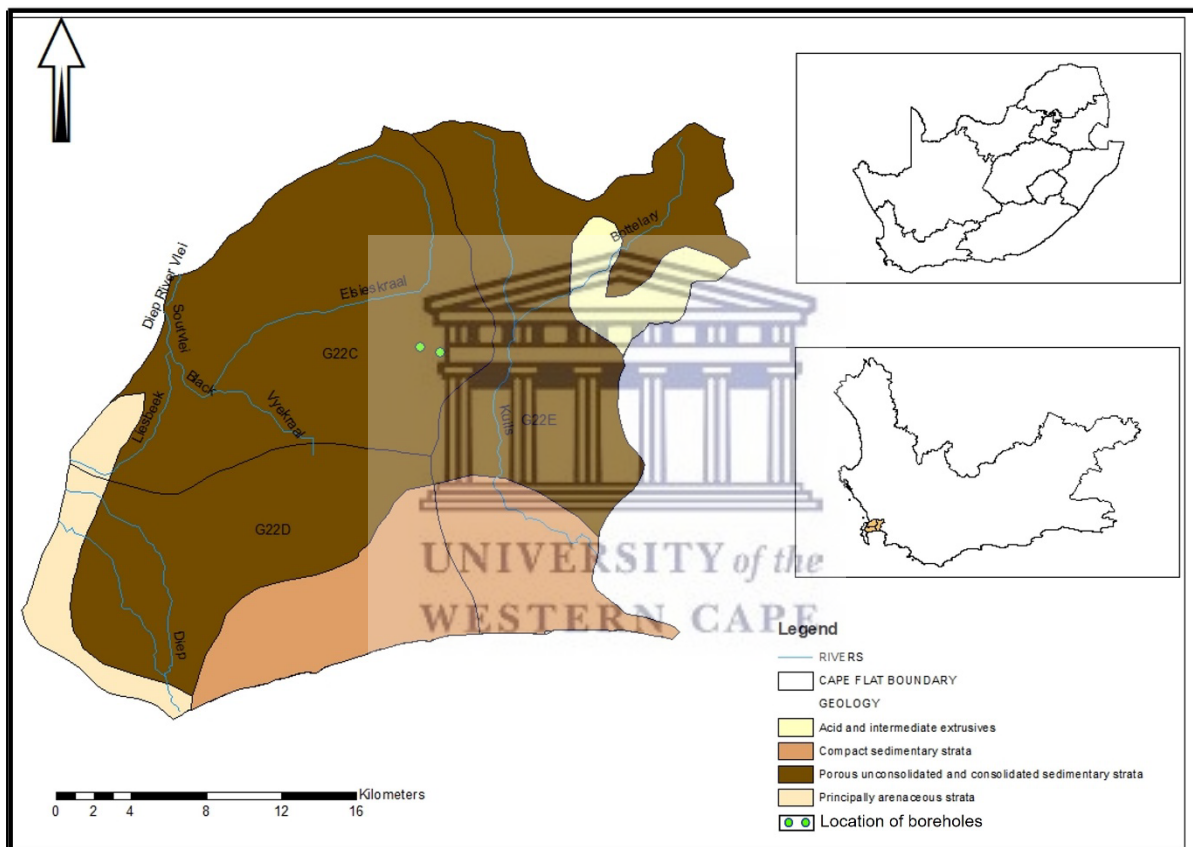 Bottelary
Diep River Vlei
Elsieskraal
Soutvlei
G22C
Black
Vyekraal
Liesbeek
Kuils
G22E
G22D
Diep
UNIVERSITY of the
WESTERN CAPE
Legend
RIVERS
CAPE FLAT BOUNDARY
GEOLOGY
Acid and intermediate extrusives
Compact sedimentary strata
Porous unconsolidated and consolidated sedimentary strata
Principally arenaceous strata
Location of boreholes
Kilometers
0 2 4 8 12 16